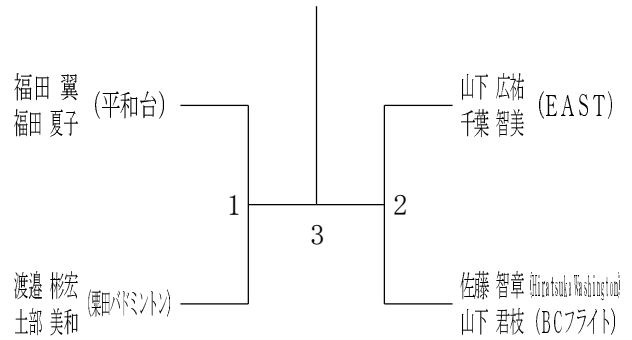 福田 翼
福田 夏子
(平和台)
山下 広祐
千葉 智美
(EAST)
1
2
3
渡邉 彬宏
土部 美和
(栗田バドミントン)
佐藤 智章 (Hiratsuka Washington)
山下 君枝 (BCフライト)